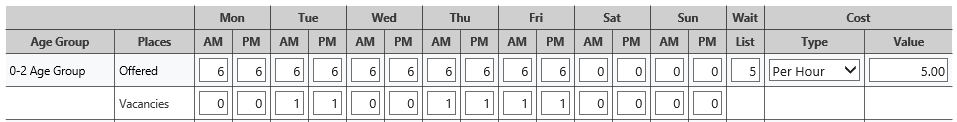 Mon Tue Wed Thu Fri Sat Sun Wait Cost
Age Group Places AM PM AM PM AM PM AM PM AM PM AM PM AM PM List Type Value
0-2 Age Group Offered 6 6 6 6 6 6 6 6 6 6 0 0 0 0 5 Per Hour 5.00
Vacancies 0 0 1 1 0 0 1 1 1 1 0 0 0 0